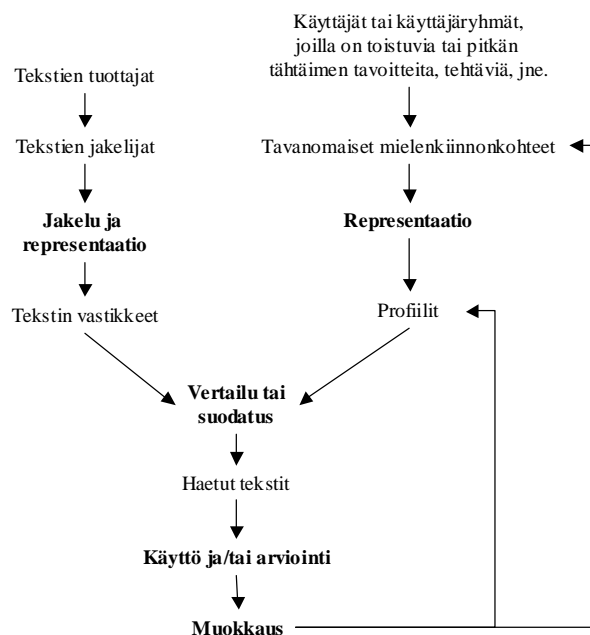 Käyttäjät tai käyttäjäryhmät,
joilla on toistuvia tai pitkän
tähtäimen tavoitteita, tehtäviä, jne.
Tekstien tuottajat
Tekstien jakelijat
Tavanomaiset mielenkiinnonkohteet
Jakelu ja
representaatio
Representaatio
Tekstin vastikkeet
Profiilit
Vertailu tai
suodatus
Haetut tekstit
Käyttö ja/tai arviointi
Muokkaus